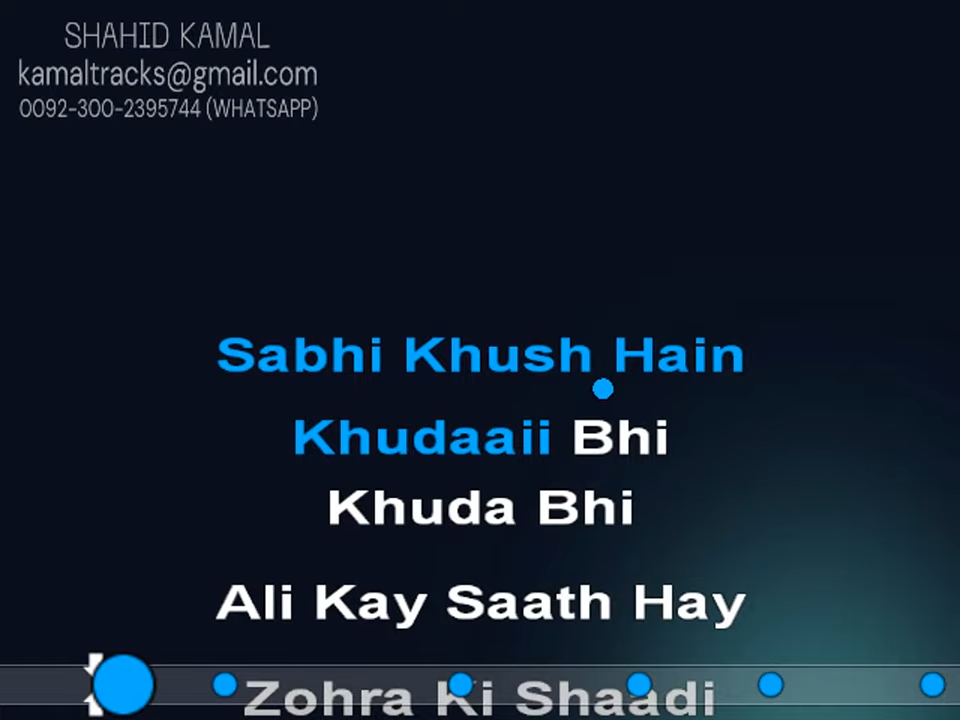 SHAHID KAMAL
kamaltracks@gmail.com
0092-300-2395744 (WHATSAPP)
Sabhi Khush Hain
Khudaaii Bhi
Khuda Bhi
Ali Kay Saath Hay
Zohra Ki Shaadi